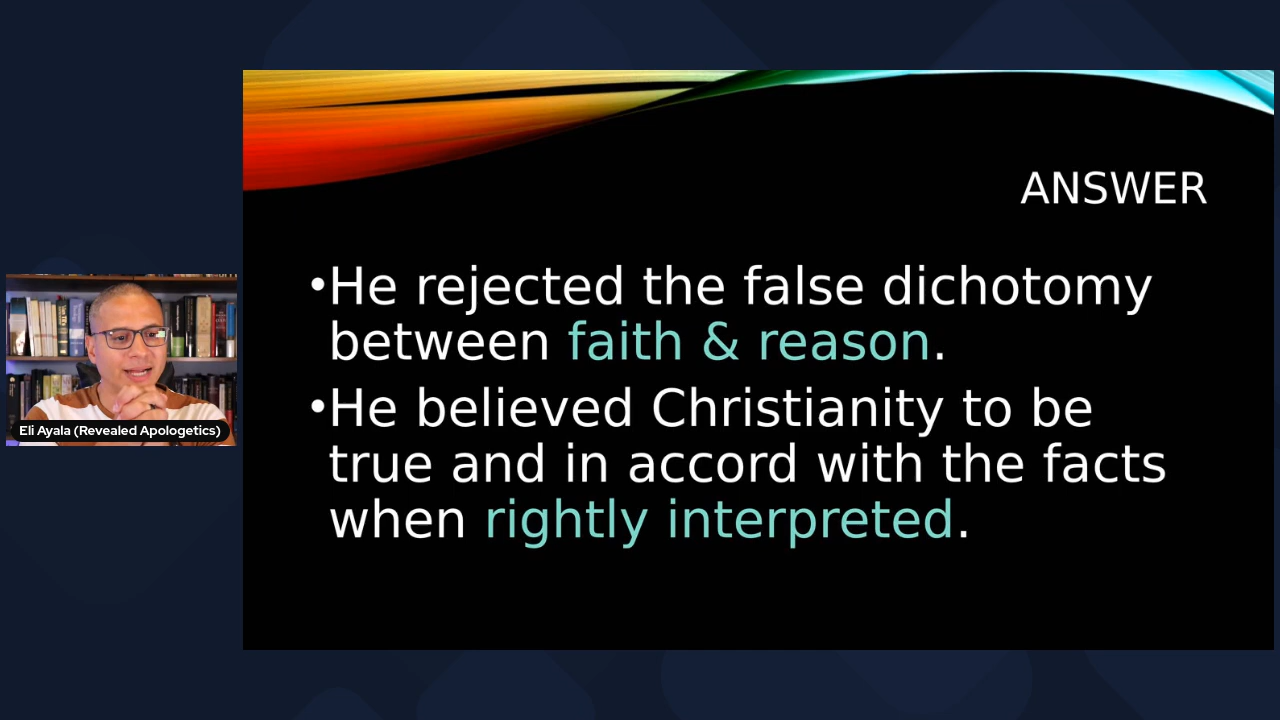 ANSWER
•He rejected the false dichotomy
between faith & reason.
•He believed Christianity to be
true and in accord with the facts
when rightly interpreted.
Eli Ayala (Revealed Apologetics)